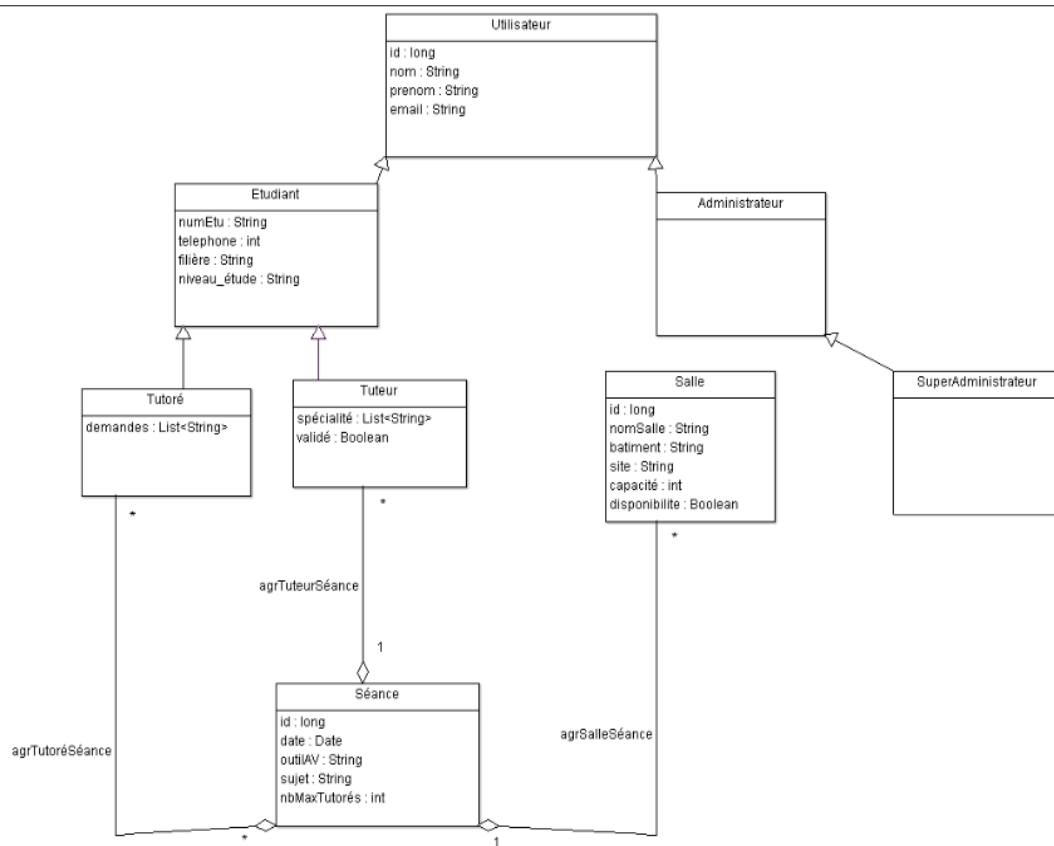 Utilisateur
id : long
nom : String
prenom : String
email : String
Etudiant
numEtu : String
telephone : int
filière : String
niveau_étude : String
Administrateur
Tutoré
demandes : List<String>
Tuteur
spécialité : List<String>
validé : Boolean
Salle
id : long
nomSalle : String
batiment : String
site : String
capacité : int
disponibilite : Boolean
SuperAdministrateur
*
*
*
agrTuteurSéance
1
Séance
id : long
date : Date
outilAV : String
sujet : String
nbMaxTutorés : int
agrTutoréSéance
agrSalleSéance
*
1